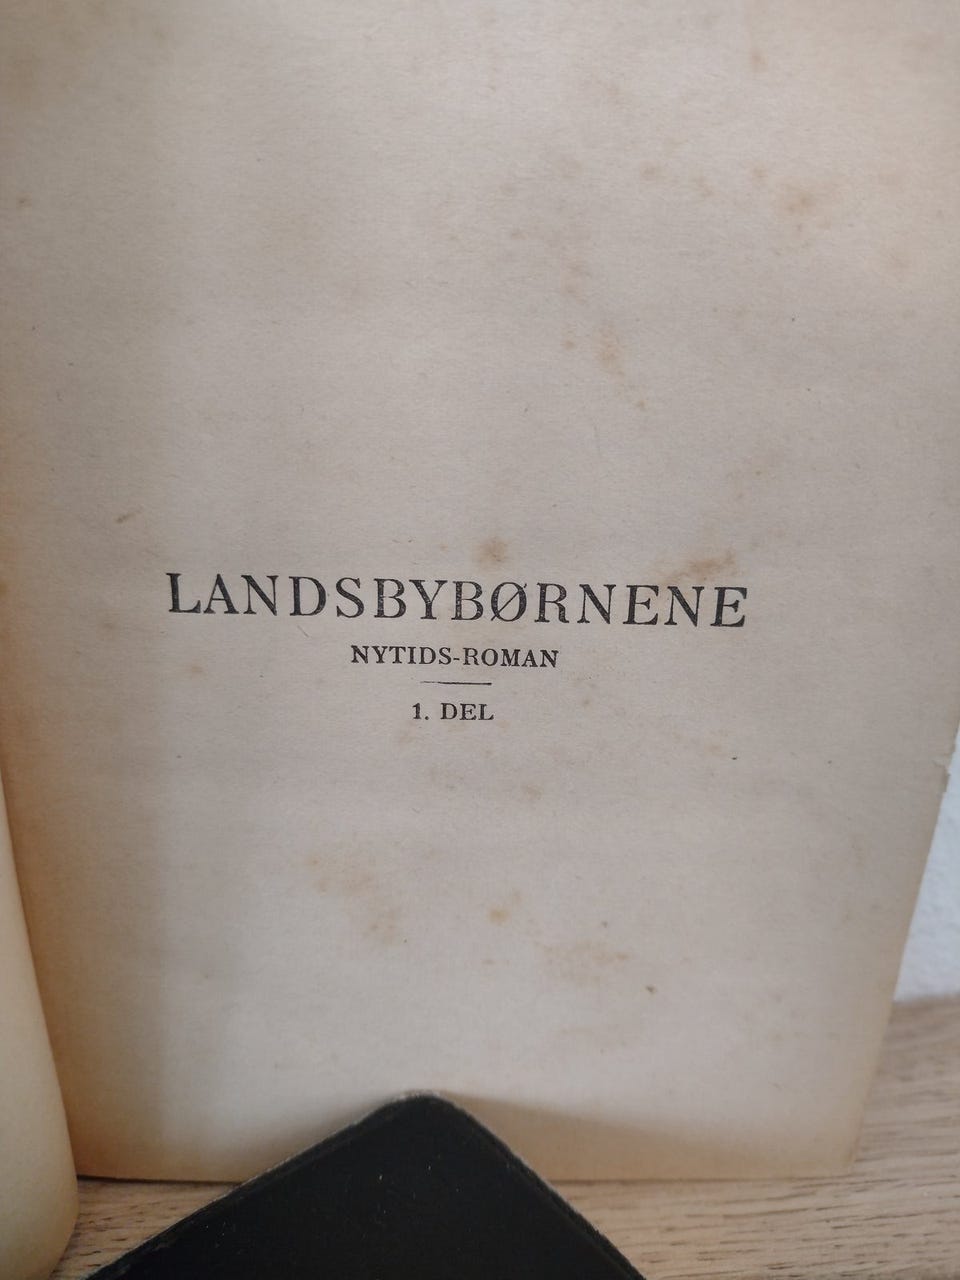 LANDSBYBØRNENE
NYTIDS-ROMAN
1. DEL